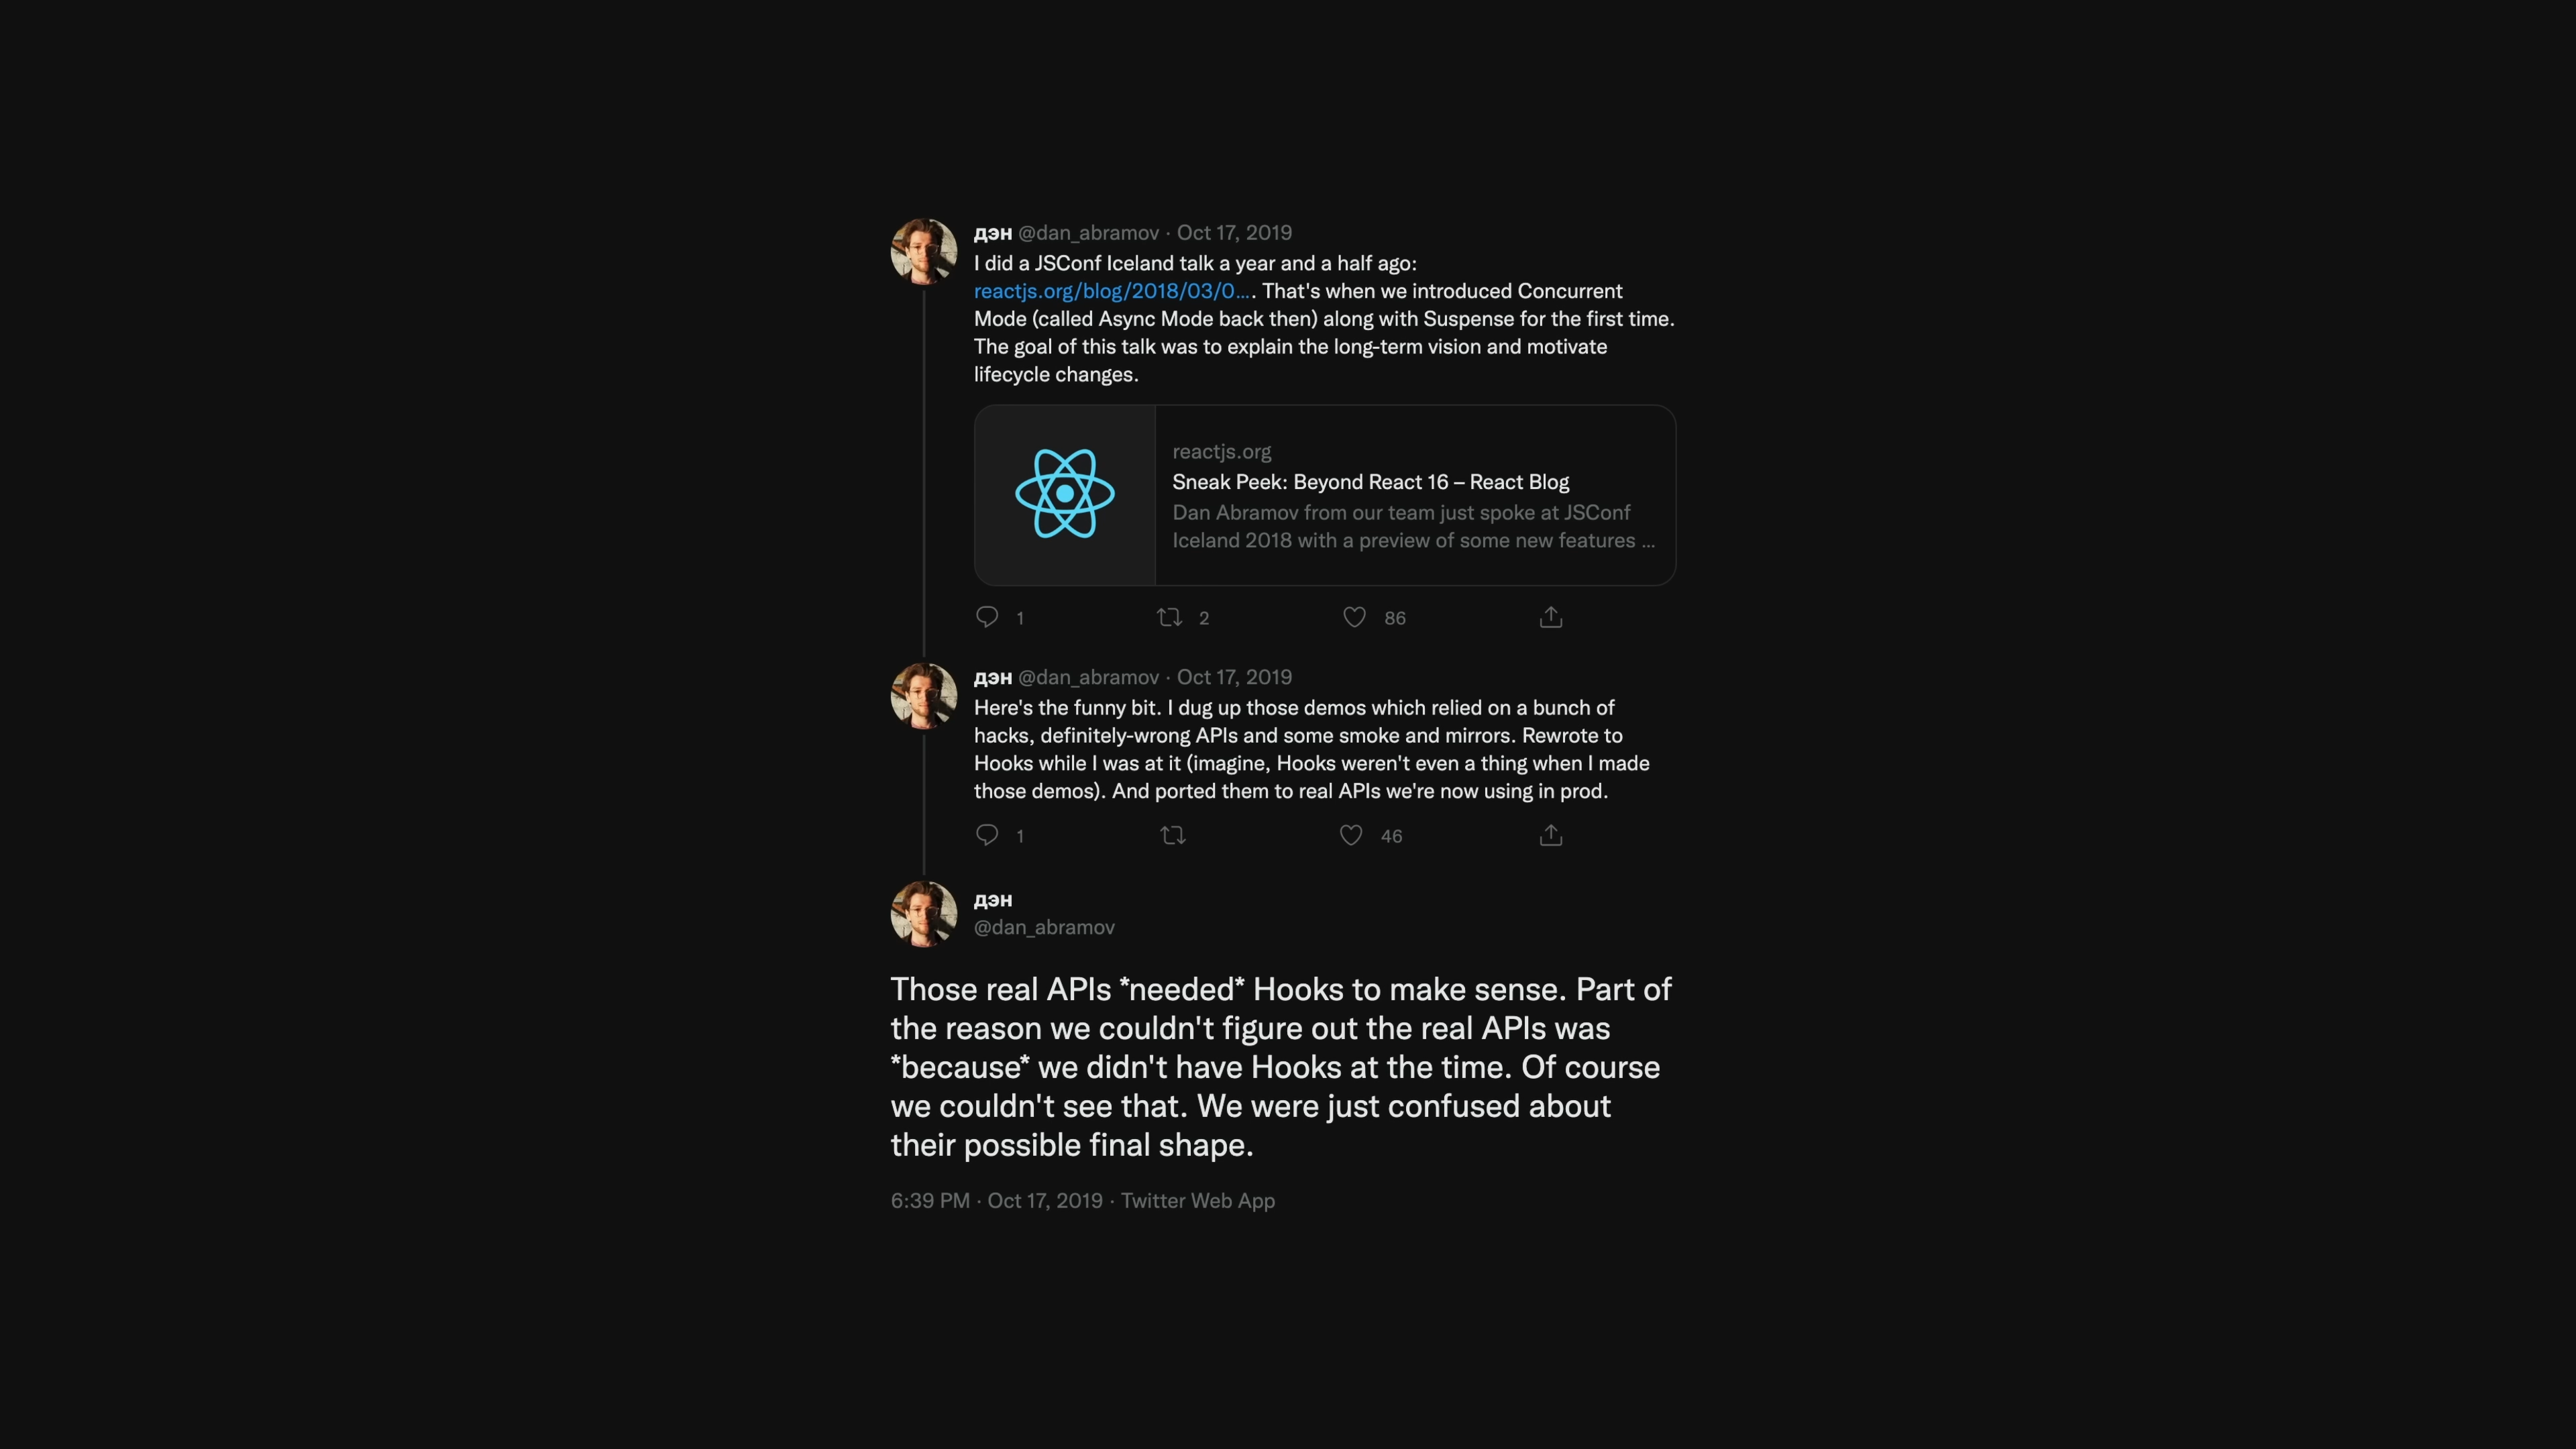 дэн @dan_abramov · Oct 17, 2019
I did a JSConf Iceland talk a year and a half ago:
reactjs.org/blog/2018/03/0.... That's when we introduced Concurrent
Mode (called Async Mode back then) along with Suspense for the first time.
The goal of this talk was to explain the long-term vision and motivate
lifecycle changes.
reactjs.org
Sneak Peek: Beyond React 16 – React Blog
Dan Abramov from our team just spoke at JSConf
Iceland 2018 with a preview of some new features ...
1 2 86
дэн @dan_abramov · Oct 17, 2019
Here's the funny bit. I dug up those demos which relied on a bunch of
hacks, definitely-wrong APIs and some smoke and mirrors. Rewrote to
Hooks while I was at it (imagine, Hooks weren't even a thing when I made
those demos). And ported them to real APIs we're now using in prod.
1 46
дэн
@dan_abramov
Those real APIs *needed* Hooks to make sense. Part of
the reason we couldn't figure out the real APIs was
*because* we didn't have Hooks at the time. Of course
we couldn't see that. We were just confused about
their possible final shape.
6:39 PM · Oct 17, 2019 · Twitter Web App